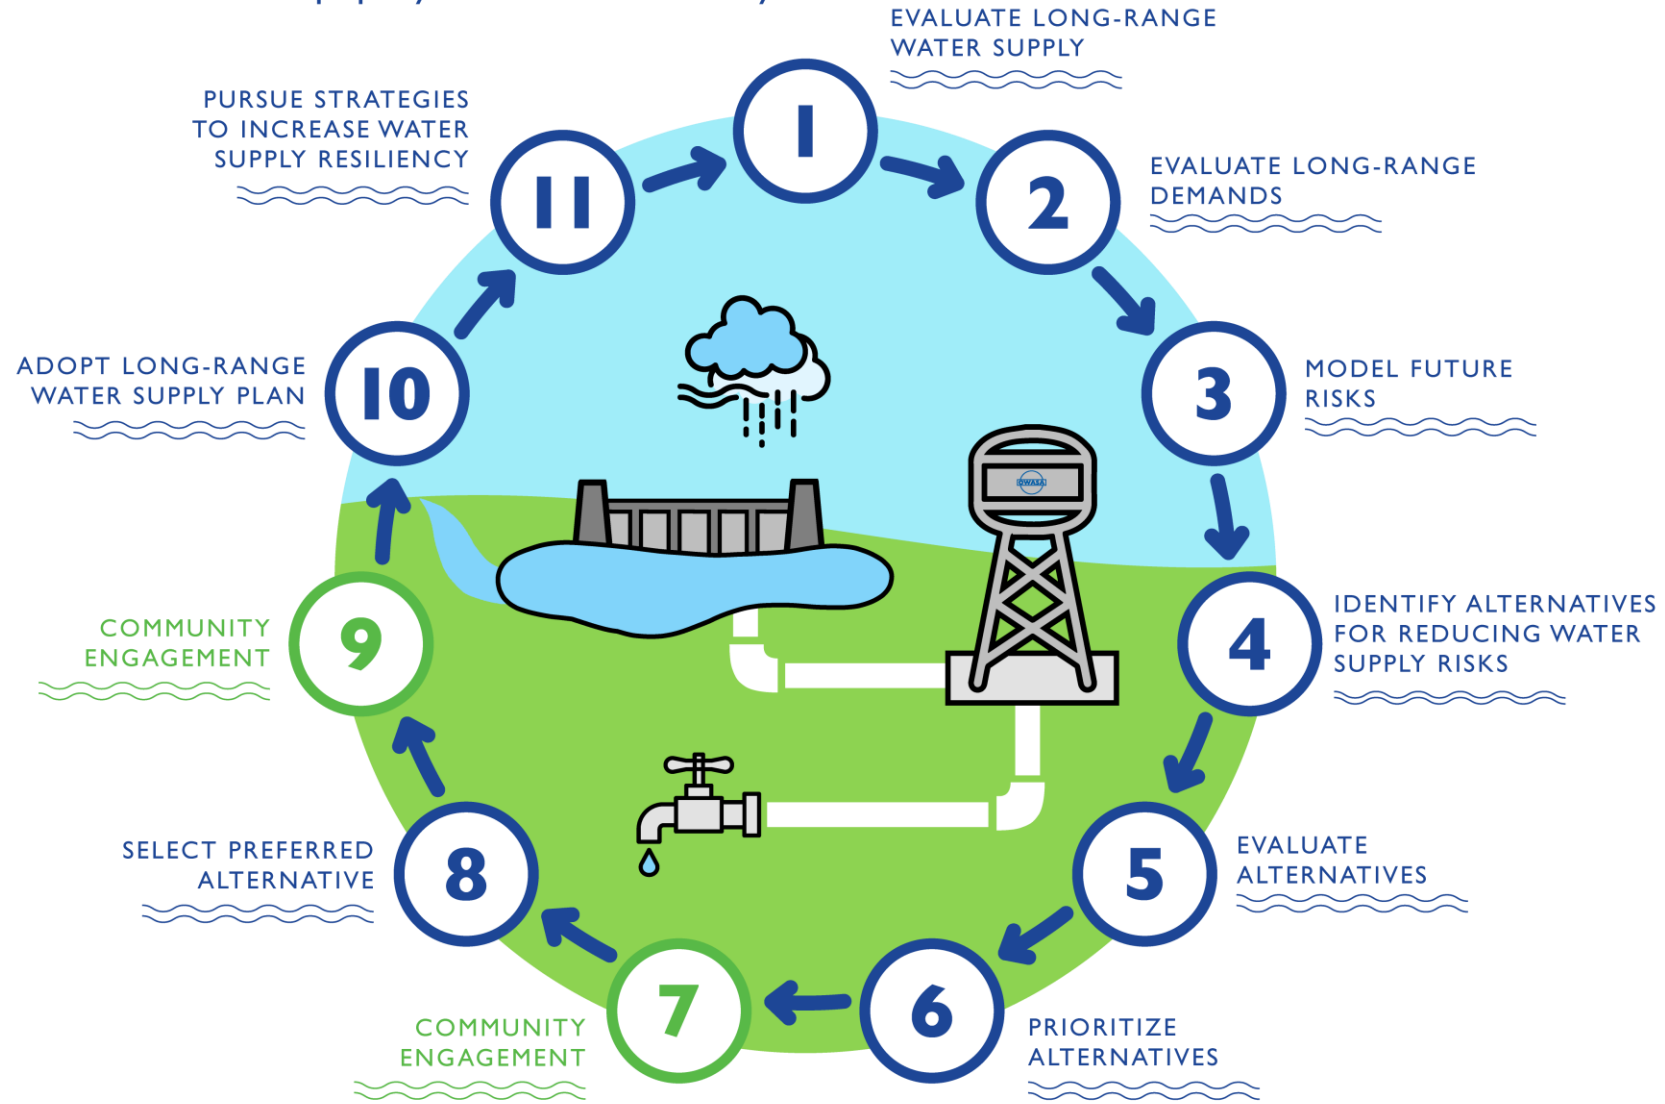 1
EVALUATE LONG-RANGE
WATER SUPPLY
2
EVALUATE LONG-RANGE
DEMANDS
3
MODEL FUTURE
RISKS
4
IDENTIFY ALTERNATIVES
FOR REDUCING WATER
SUPPLY RISKS
5
EVALUATE
ALTERNATIVES
6
PRIORITIZE
ALTERNATIVES
7
COMMUNITY
ENGAGEMENT
8
SELECT PREFERRED
ALTERNATIVE
9
COMMUNITY
ENGAGEMENT
10
ADOPT LONG-RANGE
WATER SUPPLY PLAN
11
PURSUE STRATEGIES
TO INCREASE WATER
SUPPLY RESILIENCY
OWASA